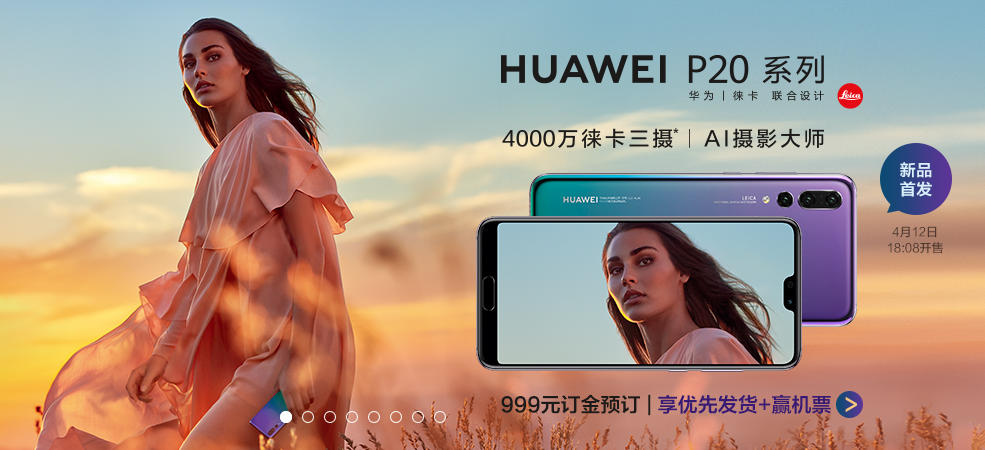 HUAWEI P20 系列
华为 | 徕卡 联合设计
Leica
4000万徕卡三摄* | AI摄影大师
新品
首发
4月12日
18:08开售
HUAWEI
LEICA
999元订金预订 | 享优先发货+赢机票 >